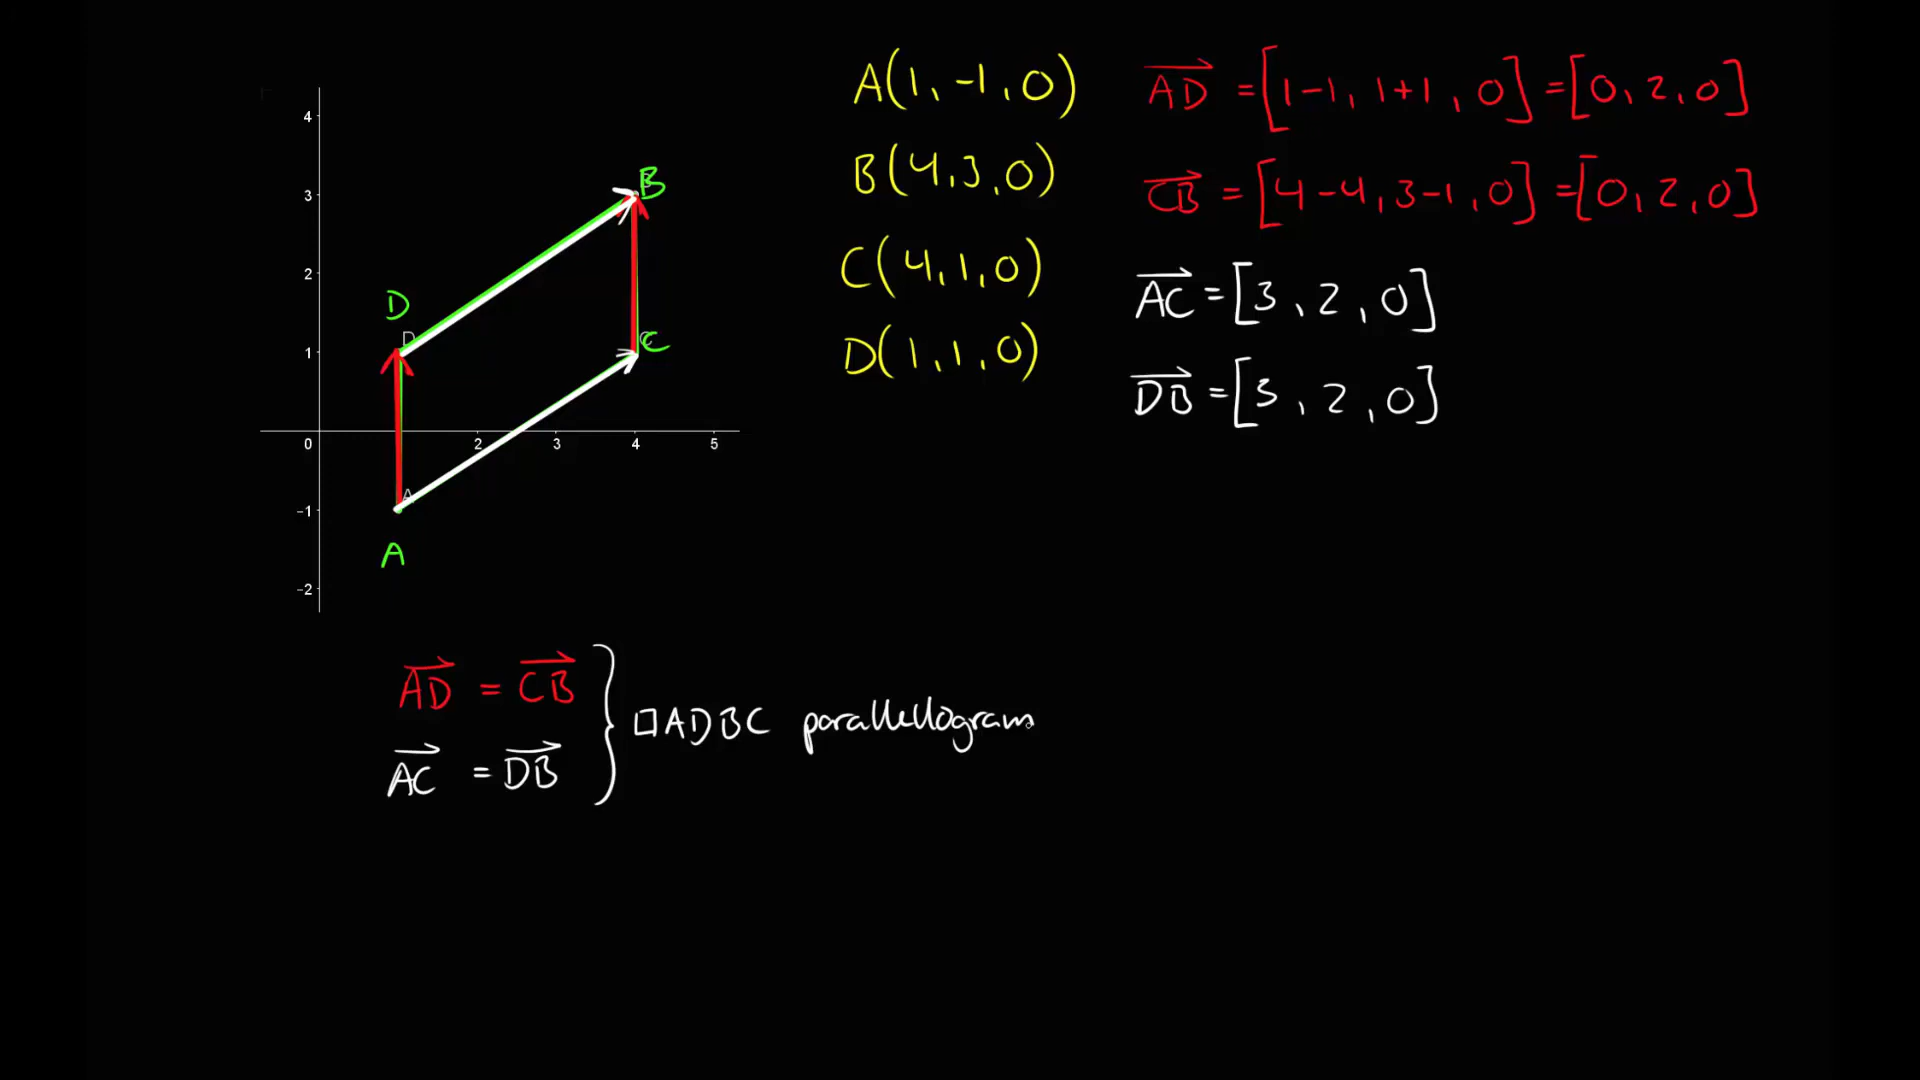 4
3
2
1
0
2
3
4
5
-1
-2
B
D
D
C
C
A
A
A(1, -1, 0)
B(4, 3, 0)
C(4, 1, 0)
D(1, 1, 0)
AD = [1-1, 1+1, 0] = [0, 2, 0]
CB = [4-4, 3-1, 0] = [0, 2, 0]
AC = [3, 2, 0]
DB = [3, 2, 0]
AD = CB
AC = DB
□ADBC parallellogram